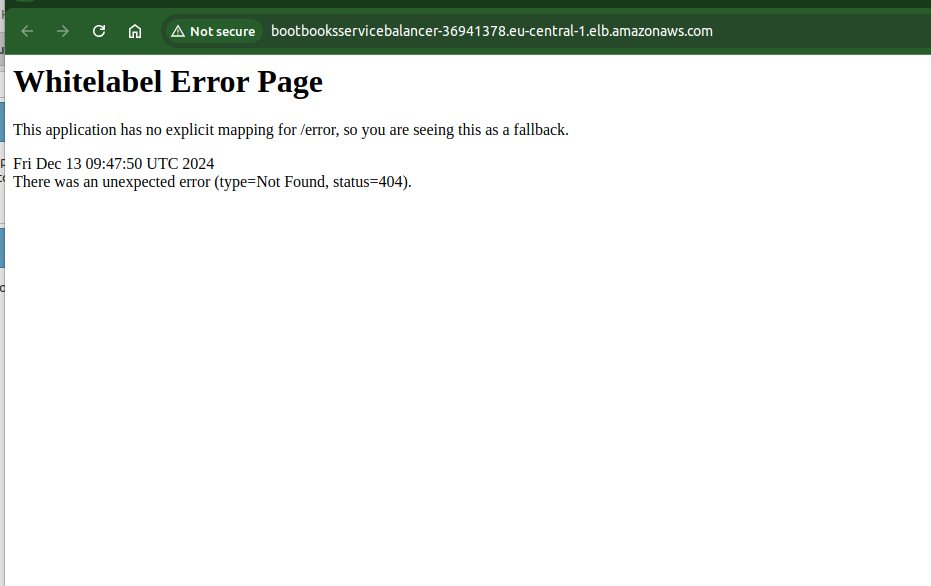 Not secure bootbooksservicebalancer-36941378.eu-central-1.elb.amazonaws.com
Whitelabel Error Page
This application has no explicit mapping for /error, so you are seeing this as a fallback.
Fri Dec 13 09:47:50 UTC 2024
There was an unexpected error (type=Not Found, status=404).